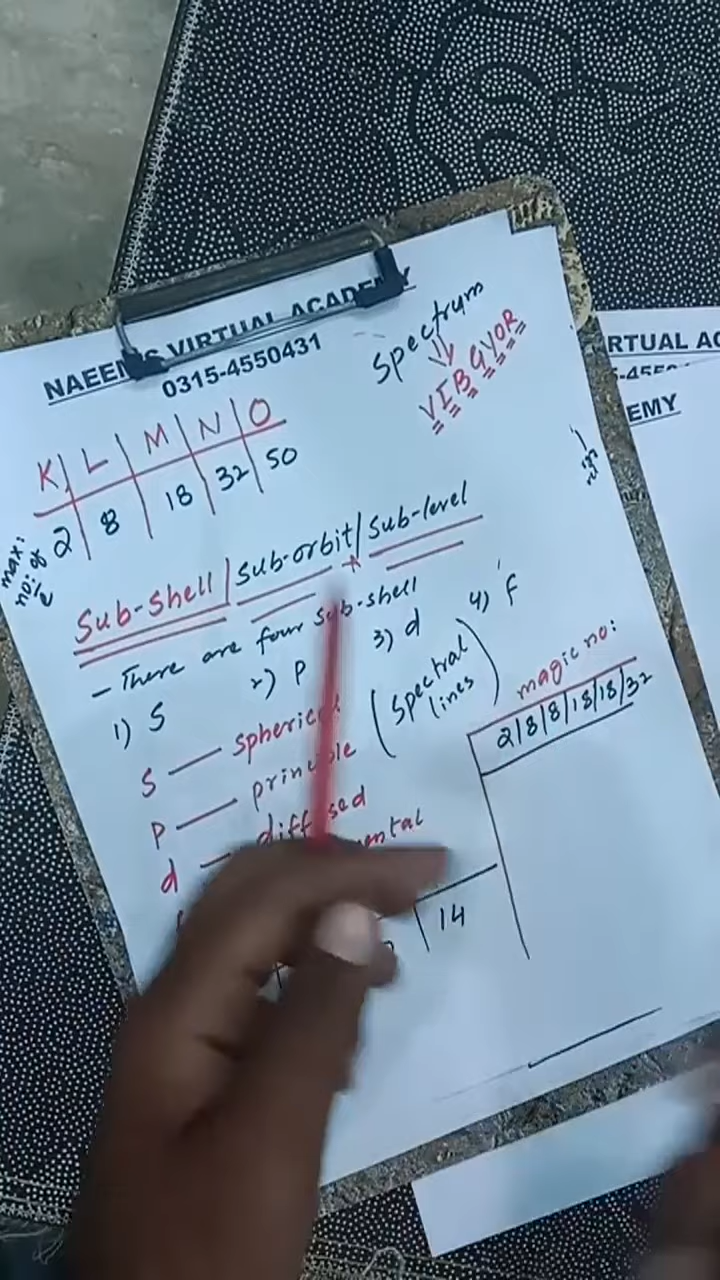 NAEEM'S VIRTUAL ACADEMY
0315-4550431
Spectrum
VIBGYOR
K L M N O
2 8 18 32 50
max:
no: of
e
Sub-Shell / Sub-orbit / Sub-level
- There are four Sub-shell
1) S 2) P 3) d 4) f
S — spherical
P — principle
d — diffused
mental
(Spectral
lines)
magic no:
2/8/8/18/18/32
14
RTUAL AC
EMY